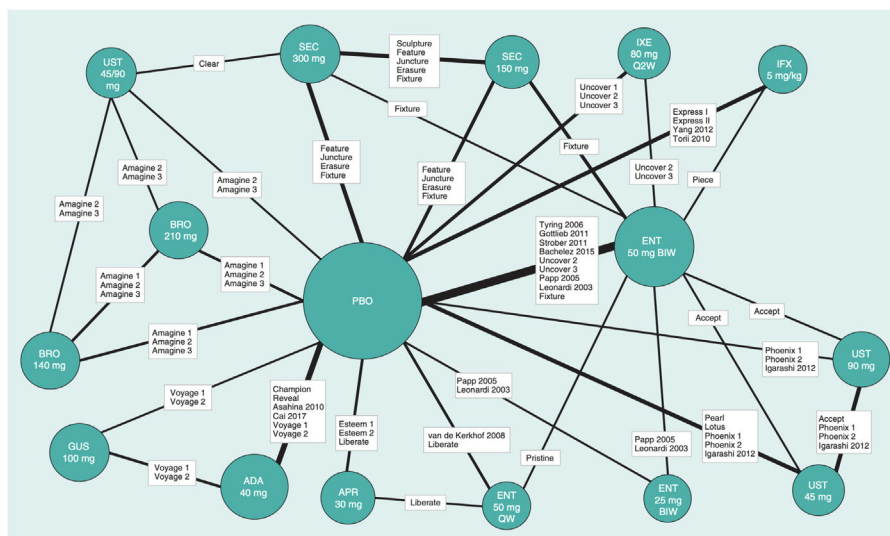 UST
45/90
mg
Clear
SEC
300 mg
Sculpture
Feature
Juncture
Erasure
Fixture
SEC
150 mg
IXE
80 mg
Q2W
IFX
5 mg/kg
Uncover 1
Uncover 2
Uncover 3
Fixture
Express I
Express II
Yang 2012
Torii 2010
Fixture
Feature
Juncture
Erasure
Fixture
Feature
Juncture
Erasure
Fixture
Uncover 2
Uncover 3
Piece
Amagine 2
Amagine 3
Amagine 2
Amagine 3
Amagine 2
Amagine 3
BRO
210 mg
Tyring 2006
Gottlieb 2011
Strober 2011
Bachelez 2015
Uncover 2
Uncover 3
Papp 2005
Leonardi 2003
Fixture
ENT
50 mg BIW
Amagine 1
Amagine 2
Amagine 3
Amagine 1
Amagine 2
Amagine 3
PBO
Accept
Accept
BRO
140 mg
Amagine 1
Amagine 2
Amagine 3
Phoenix 1
Phoenix 2
Igarashi 2012
UST
90 mg
Voyage 1
Voyage 2
Champion
Reveal
Asahina 2010
Cai 2017
Voyage 1
Voyage 2
Esteem 1
Esteem 2
Liberate
Papp 2005
Leonardi 2003
van de Kerkhof 2008
Liberate
Papp 2005
Leonardi 2003
Pearl
Lotus
Phoenix 1
Phoenix 2
Igarashi 2012
Accept
Phoenix 1
Phoenix 2
Igarashi 2012
GUS
100 mg
Voyage 1
Voyage 2
Pristine
ADA
40 mg
APR
30 mg
Liberate
ENT
50 mg
QW
ENT
25 mg
BIW
UST
45 mg